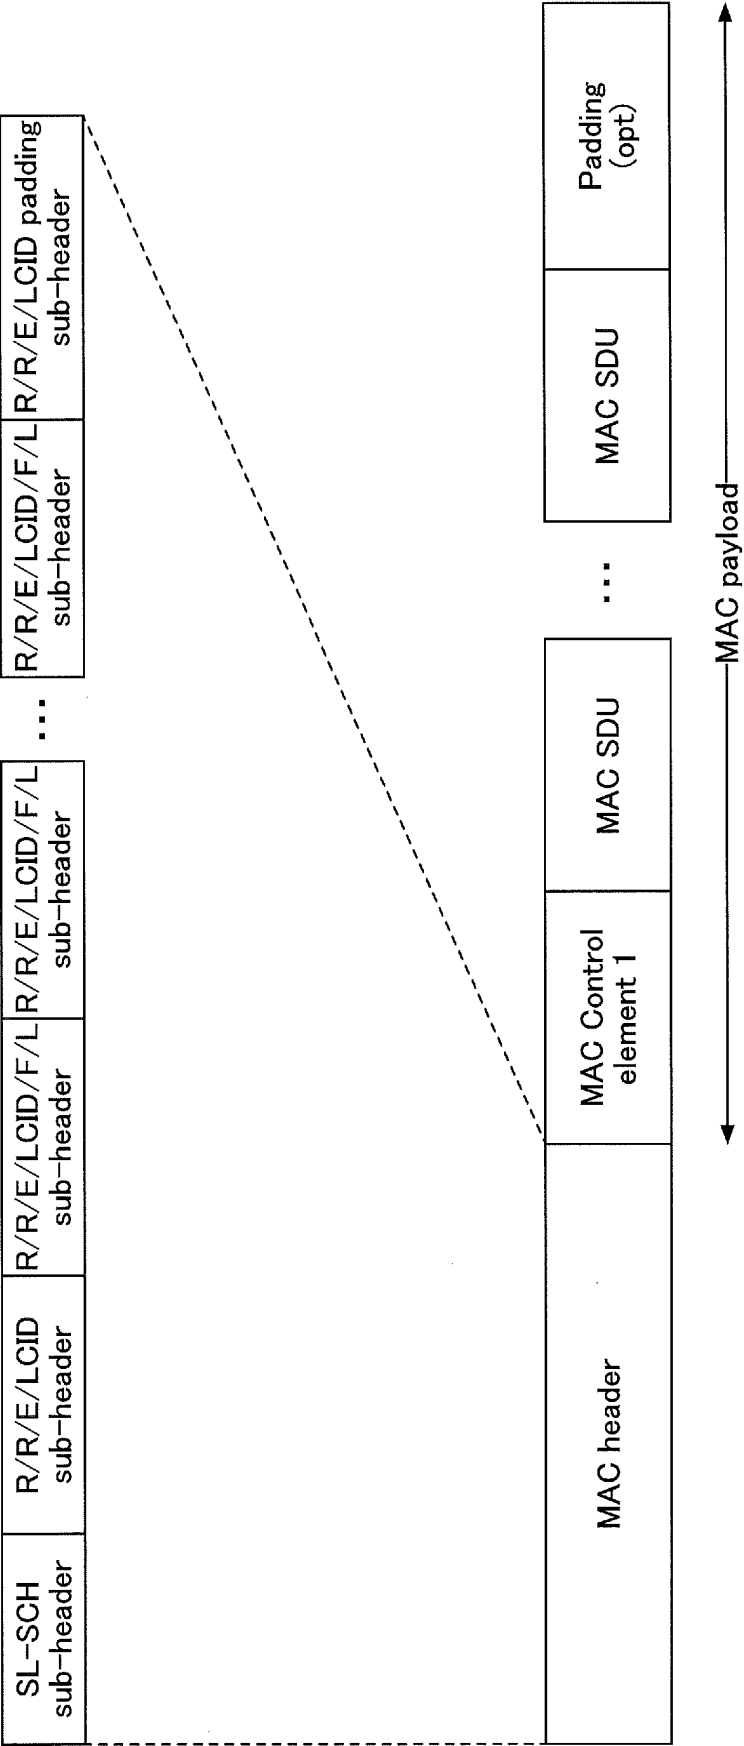 SL-SCH
sub-header
R/R/E/LCID
sub-header
R/R/E/LCID/F/L
sub-header
R/R/E/LCID/F/L
sub-header
...
R/R/E/LCID/F/L
sub-header
R/R/E/LCID padding
sub-header
MAC header
MAC Control
element 1
MAC SDU
...
MAC SDU
Padding
(opt)
MAC payload